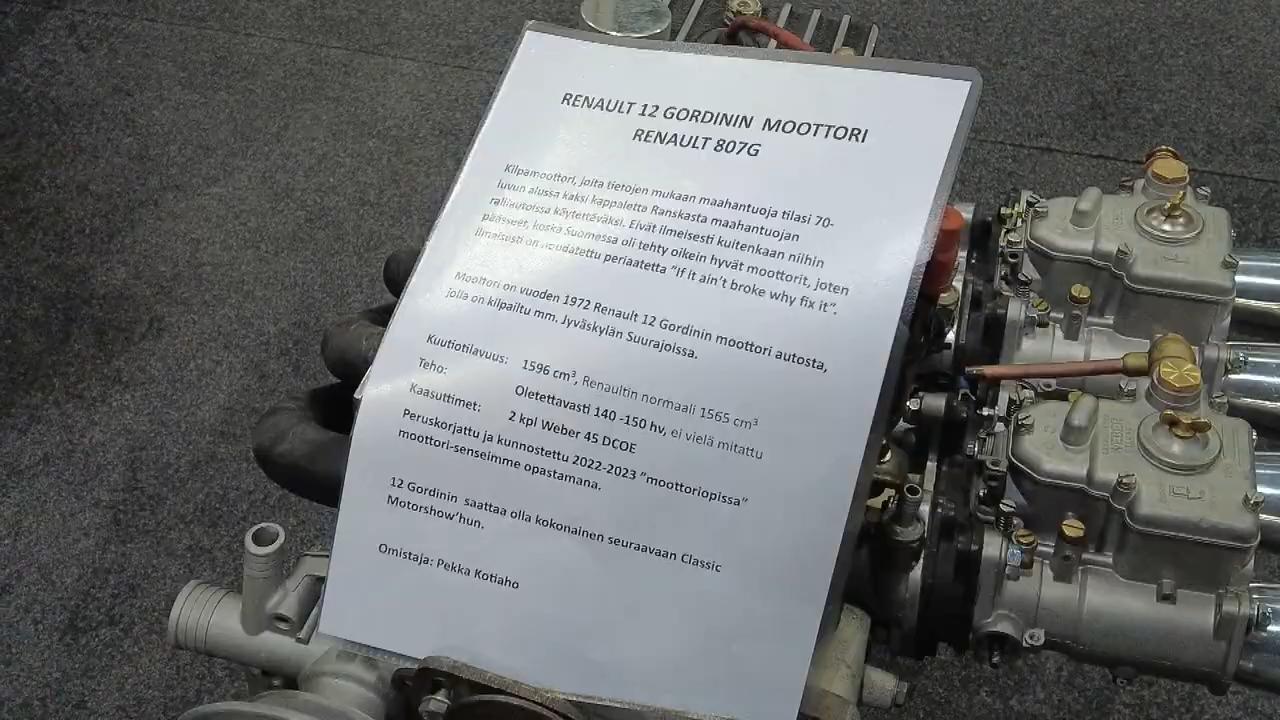 RENAULT 12 GORDININ MOOTTORI
RENAULT 807G
Kilpamoottori, joita tietojen mukaan maahantuoja tilasi 70-
luvun alussa kaksi kappaletta Ranskasta maahantuojan
ralliautoissa käytettäväksi. Eivät ilmeisesti kuitenkaan niihin
päässeet, koska Suomessa oli tehty oikein hyvät moottorit, joten
ilmeisesti on noudatettu periaatetta "If it ain't broke why fix it".
Moottori on vuoden 1972 Renault 12 Gordinin moottori autosta,
jolla on kilpailtu mm. Jyväskylän Suurajoissa.
Kuutiotilavuus: 1596 cm³, Renaultin normaali 1565 cm³
Teho: Oletettavasti 140 -150 hv, ei vielä mitattu
Kaasuttimet: 2 kpl Weber 45 DCOE
Peruskorjattu ja kunnostettu 2022-2023 "moottoriopissa"
moottori-senseimme opastamana.
12 Gordinin saattaa olla kokonainen seuraavaan Classic
Motorshow'hun.
Omistaja: Pekka Kotiaho
WEBER